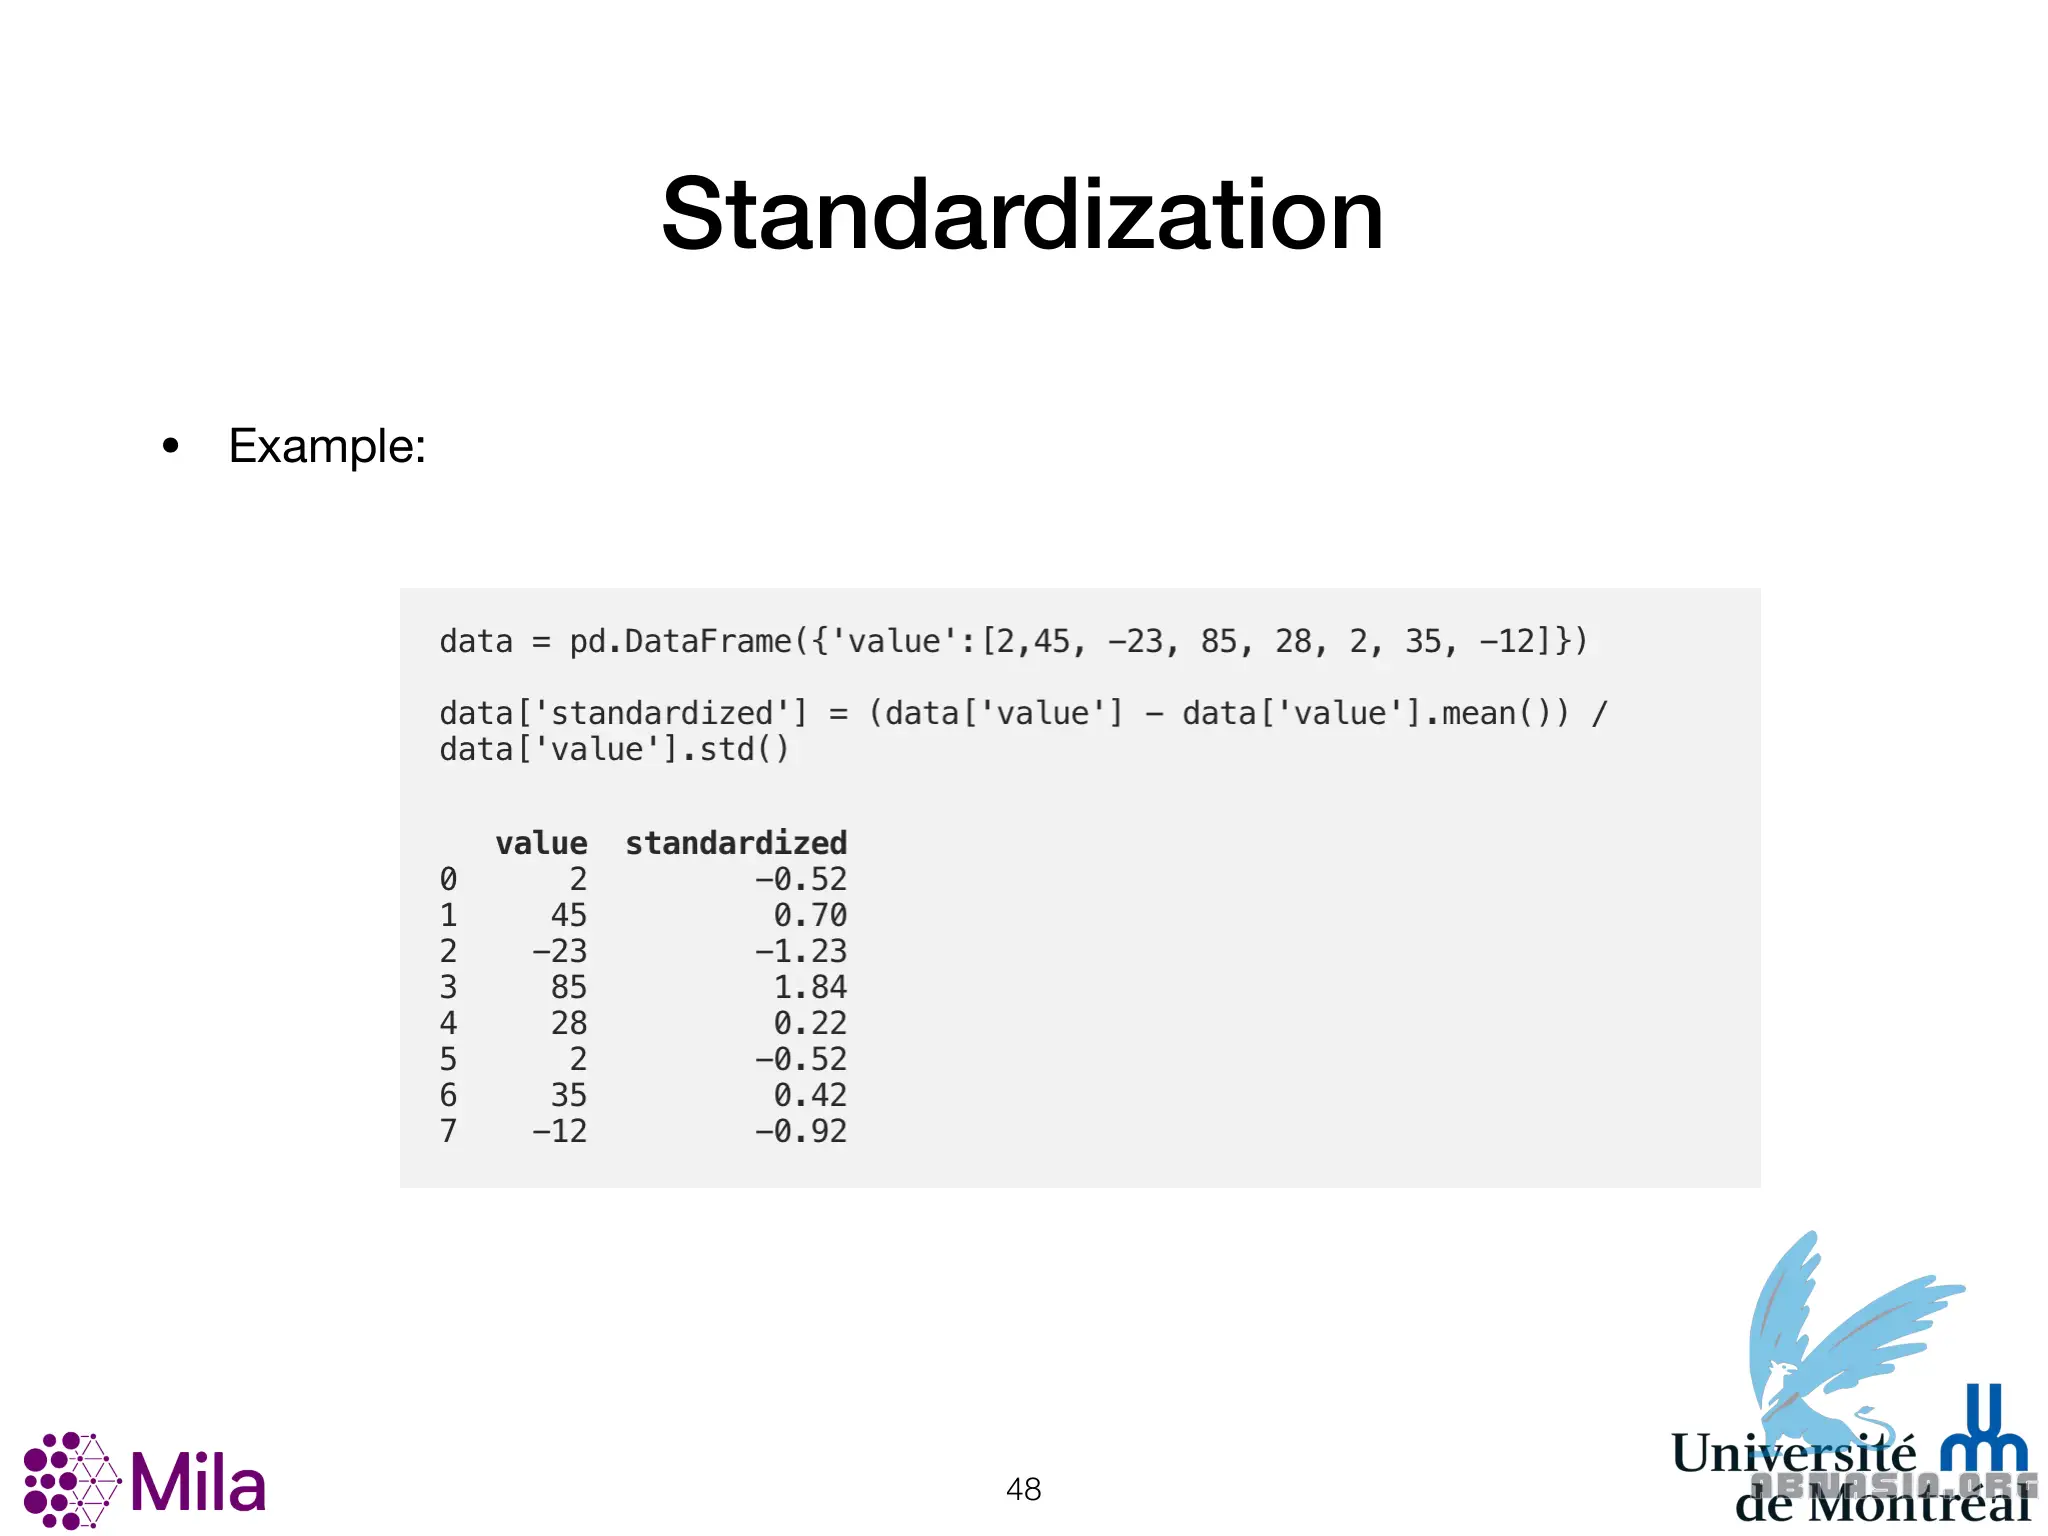 Standardization
• Example:
data = pd.DataFrame({'value':[2,45, -23, 85, 28, 2, 35, -12]})
data['standardized'] = (data['value'] - data['value'].mean()) /
data['value'].std()
value standardized
0 2 -0.52
1 45 0.70
2 -23 -1.23
3 85 1.84
4 28 0.22
5 2 -0.52
6 35 0.42
7 -12 -0.92
Mila
48
Université
de Montréal
ABNASIA.ORG